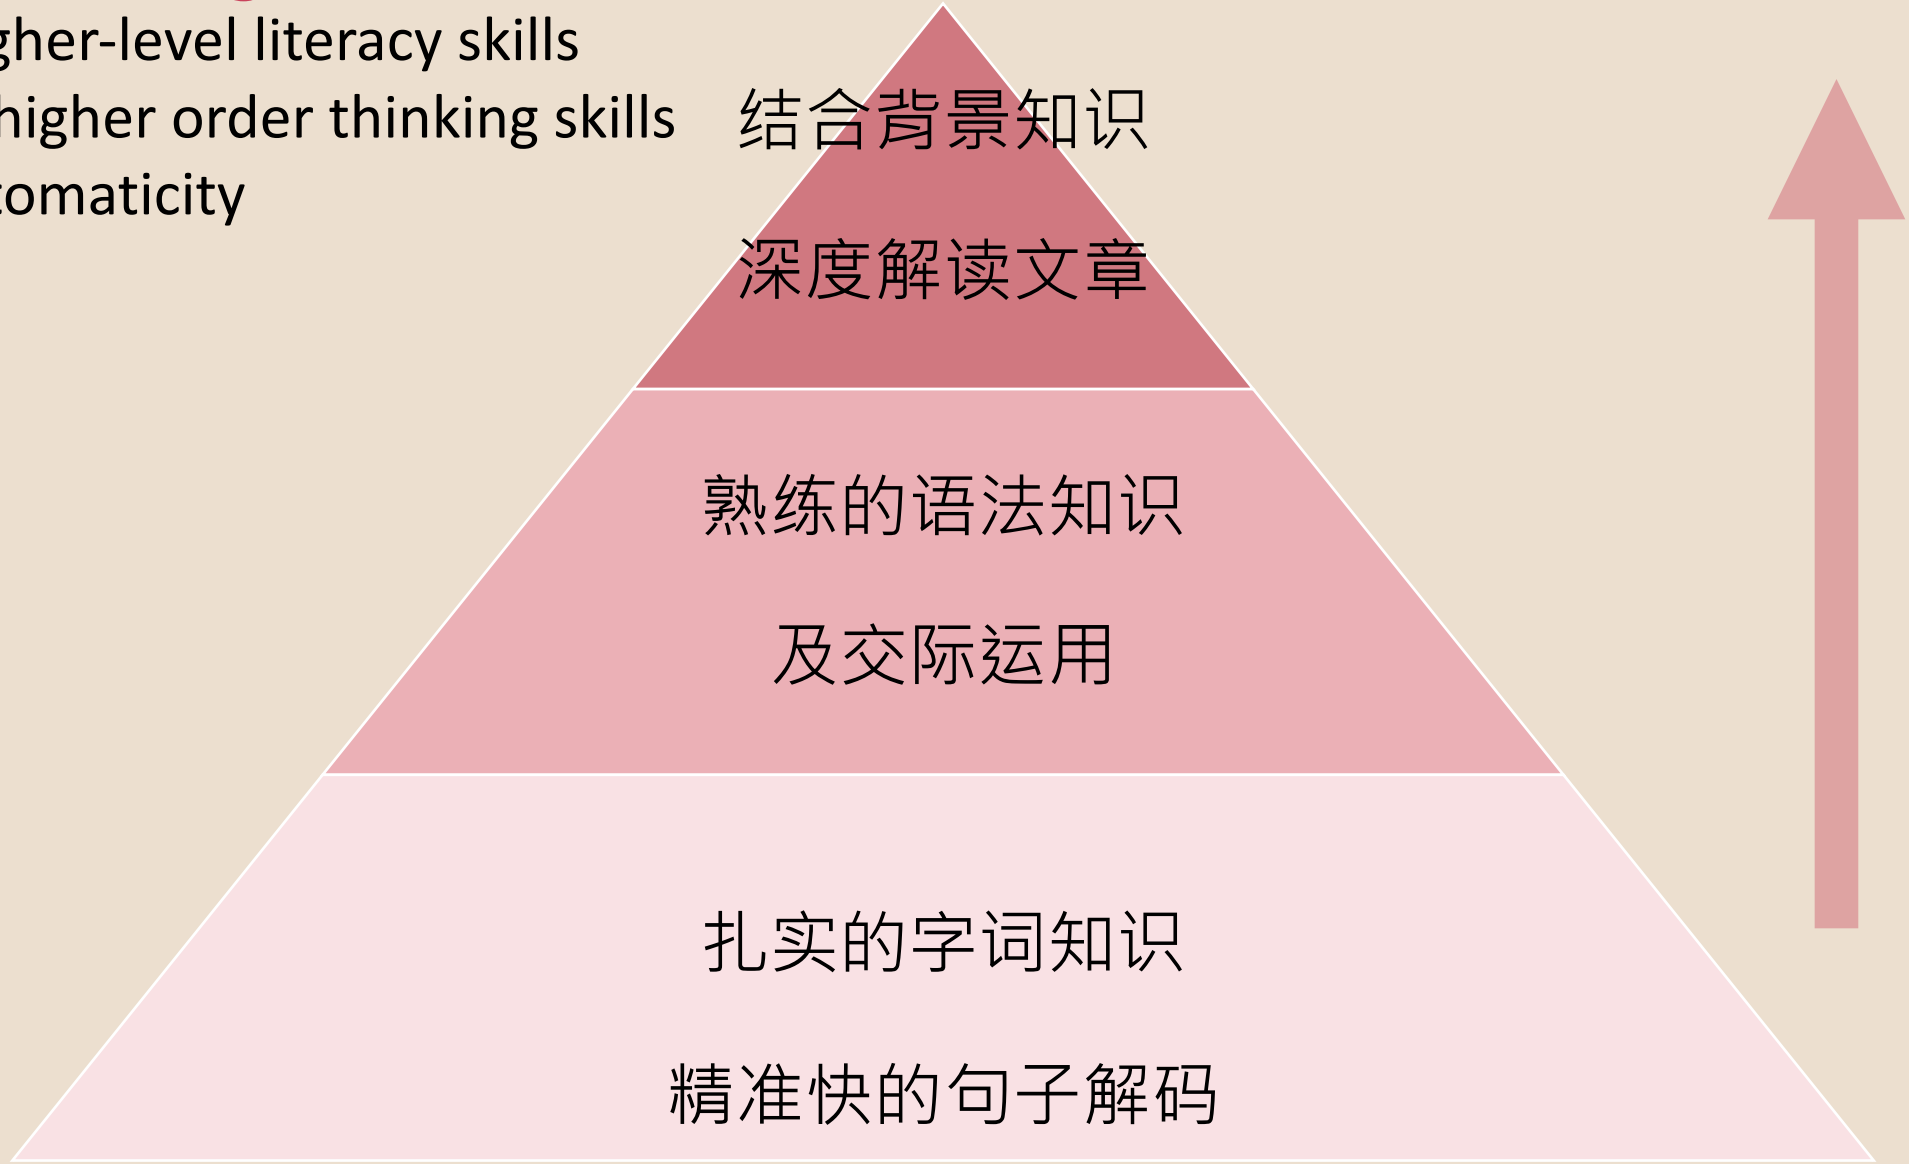 gher-level literacy skills
higher order thinking skills
tomaticity
结合背景知识
深度解读文章
熟练的语法知识
及交际运用
扎实的字词知识
精准快的句子解码